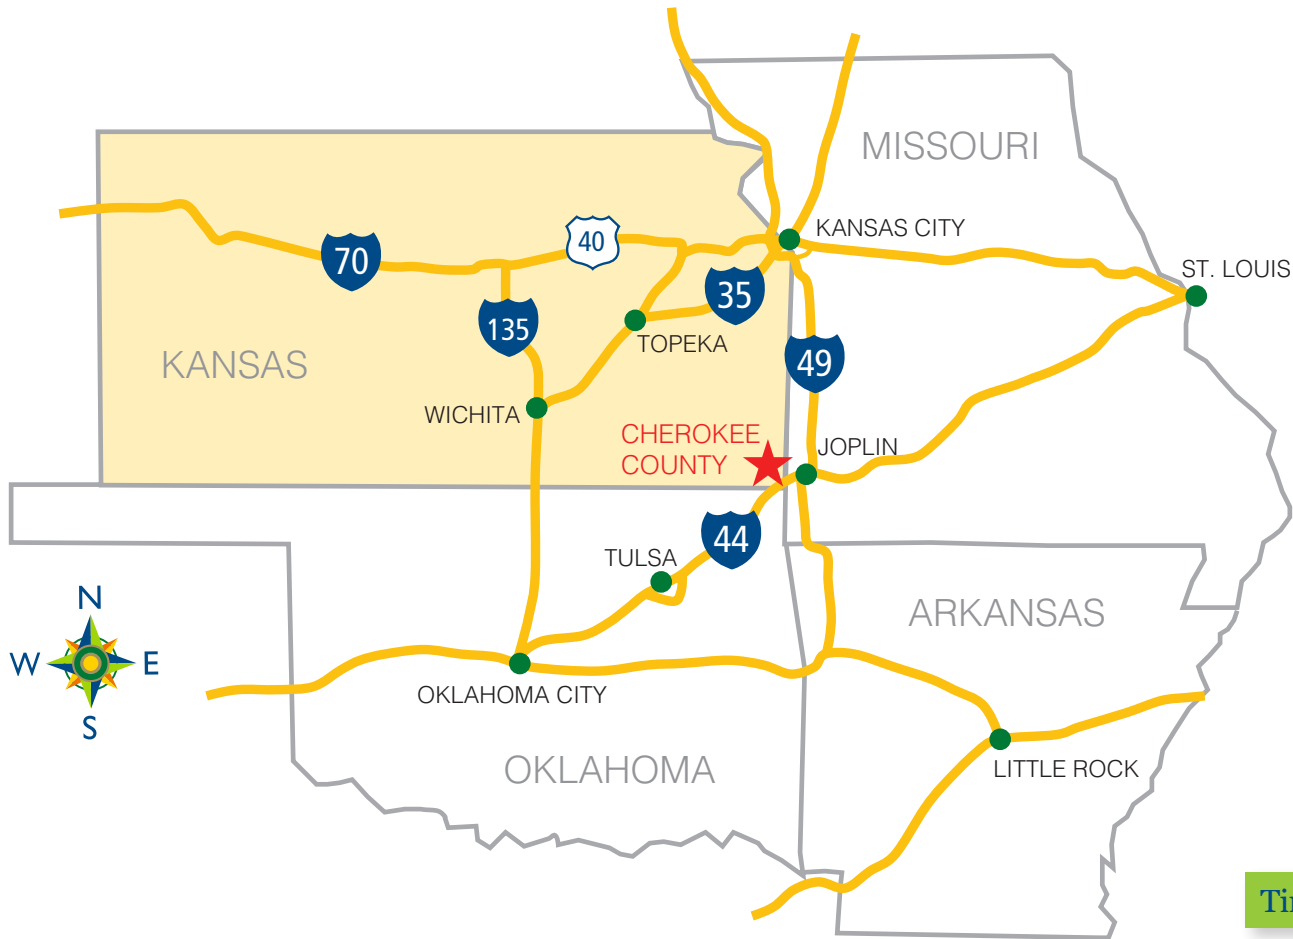 MISSOURI
KANSAS CITY
40
70
ST. LOUIS
35
135
TOPEKA
49
KANSAS
WICHITA
CHEROKEE
COUNTY
JOPLIN
44
TULSA
N
W E
S
ARKANSAS
OKLAHOMA CITY
OKLAHOMA
LITTLE ROCK